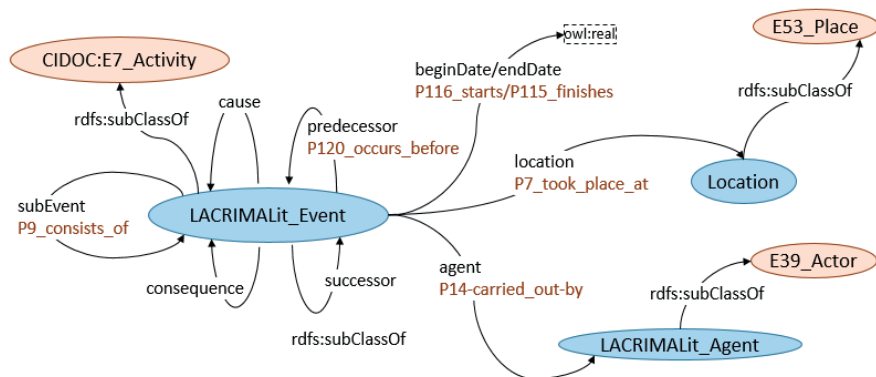 E53_Place
owl:real
CIDOC:E7_Activity
beginDate/endDate
P116_starts/P115_finishes
rdfs:subClassOf
cause
rdfs:subClassOf
predecessor
P120_occurs_before
location
P7_took_place_at
Location
subEvent
P9_consists_of
LACRIMALit_Event
E39_Actor
agent
P14-carried_out-by
consequence
successor
rdfs:subClassOf
rdfs:subClassOf
LACRIMALit_Agent